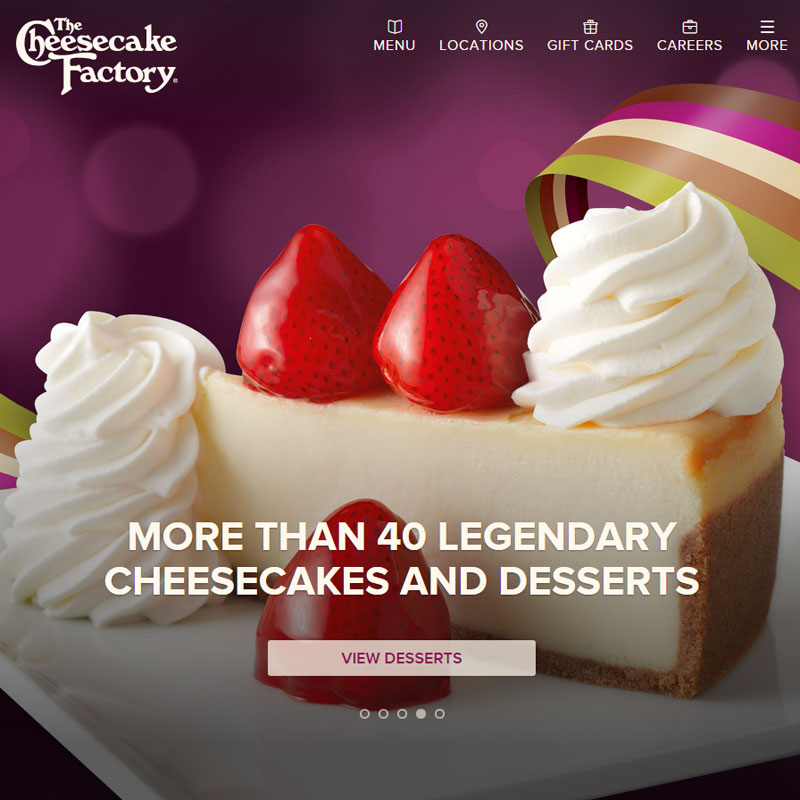 The
Cheesecake
Factory®
MENU
LOCATIONS
GIFT CARDS
CAREERS
MORE
MORE THAN 40 LEGENDARY
CHEESECAKES AND DESSERTS
VIEW DESSERTS